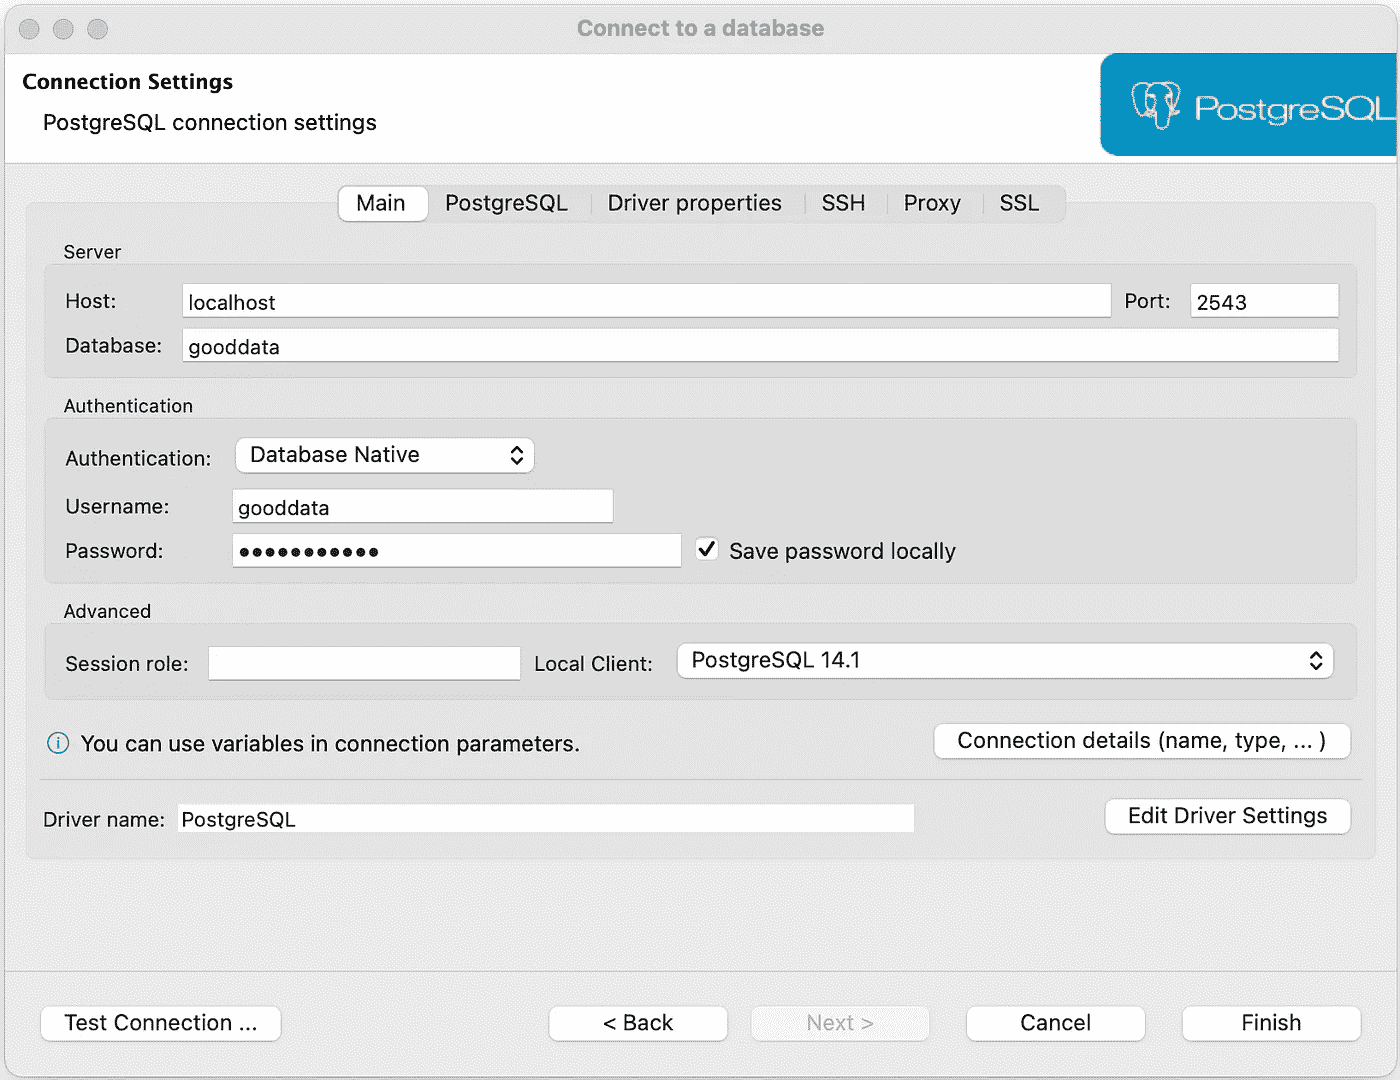 Connect to a database
Connection Settings
PostgreSQL connection settings
PostgreSQL
Main PostgreSQL Driver properties SSH Proxy SSL
Server
Host: localhost Port: 2543
Database: gooddata
Authentication
Authentication: Database Native
Username: gooddata
Password: ●●●●●●●●●●● Save password locally
Advanced
Session role: Local Client: PostgreSQL 14.1
You can use variables in connection parameters. Connection details (name, type, ... )
Driver name: PostgreSQL Edit Driver Settings
Test Connection ... < Back Next > Cancel Finish